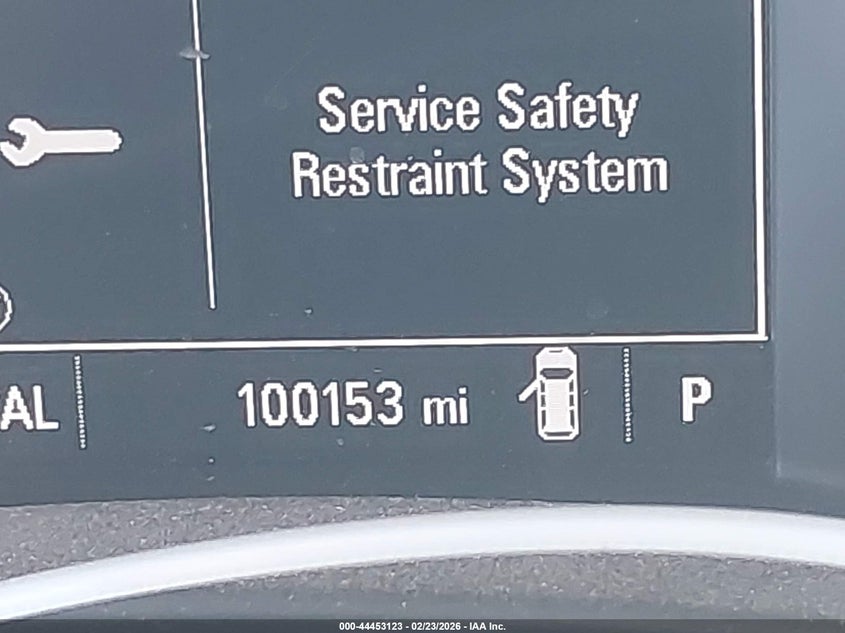 Service Safety
Restraint System
AL
100153 mi
P
000-44453123 - 02/23/2026 - IAA Inc.